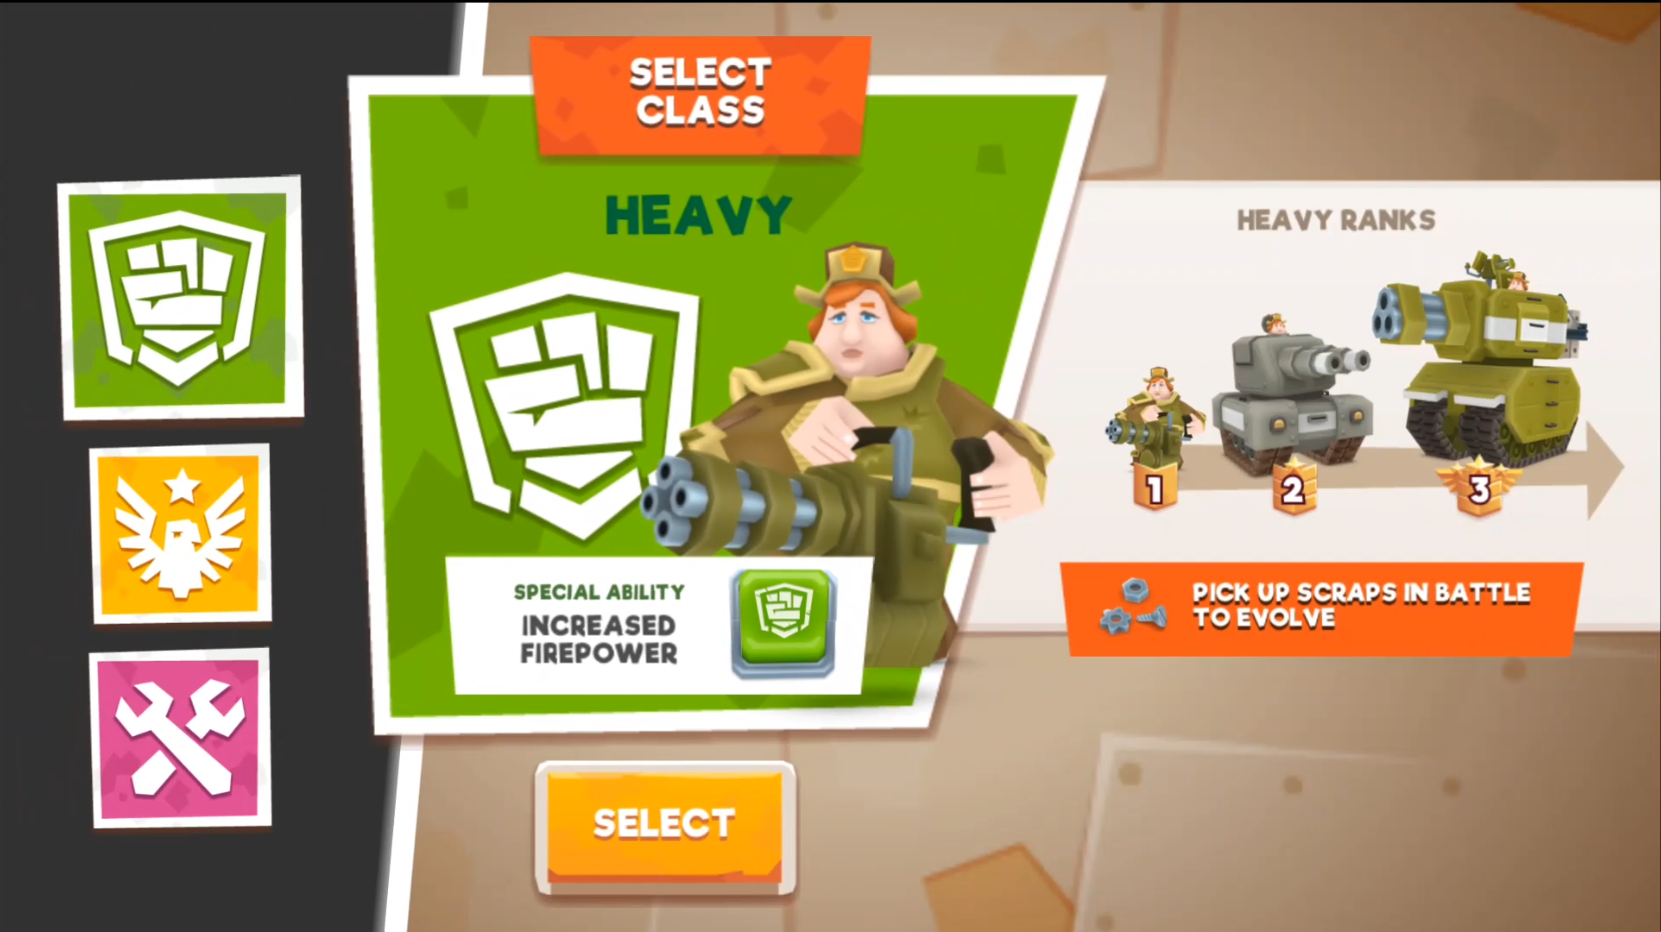 SELECT
CLASS
HEAVY
SPECIAL ABILITY
INCREASED
FIREPOWER
SELECT
HEAVY RANKS
1
2
3
PICK UP SCRAPS IN BATTLE
TO EVOLVE